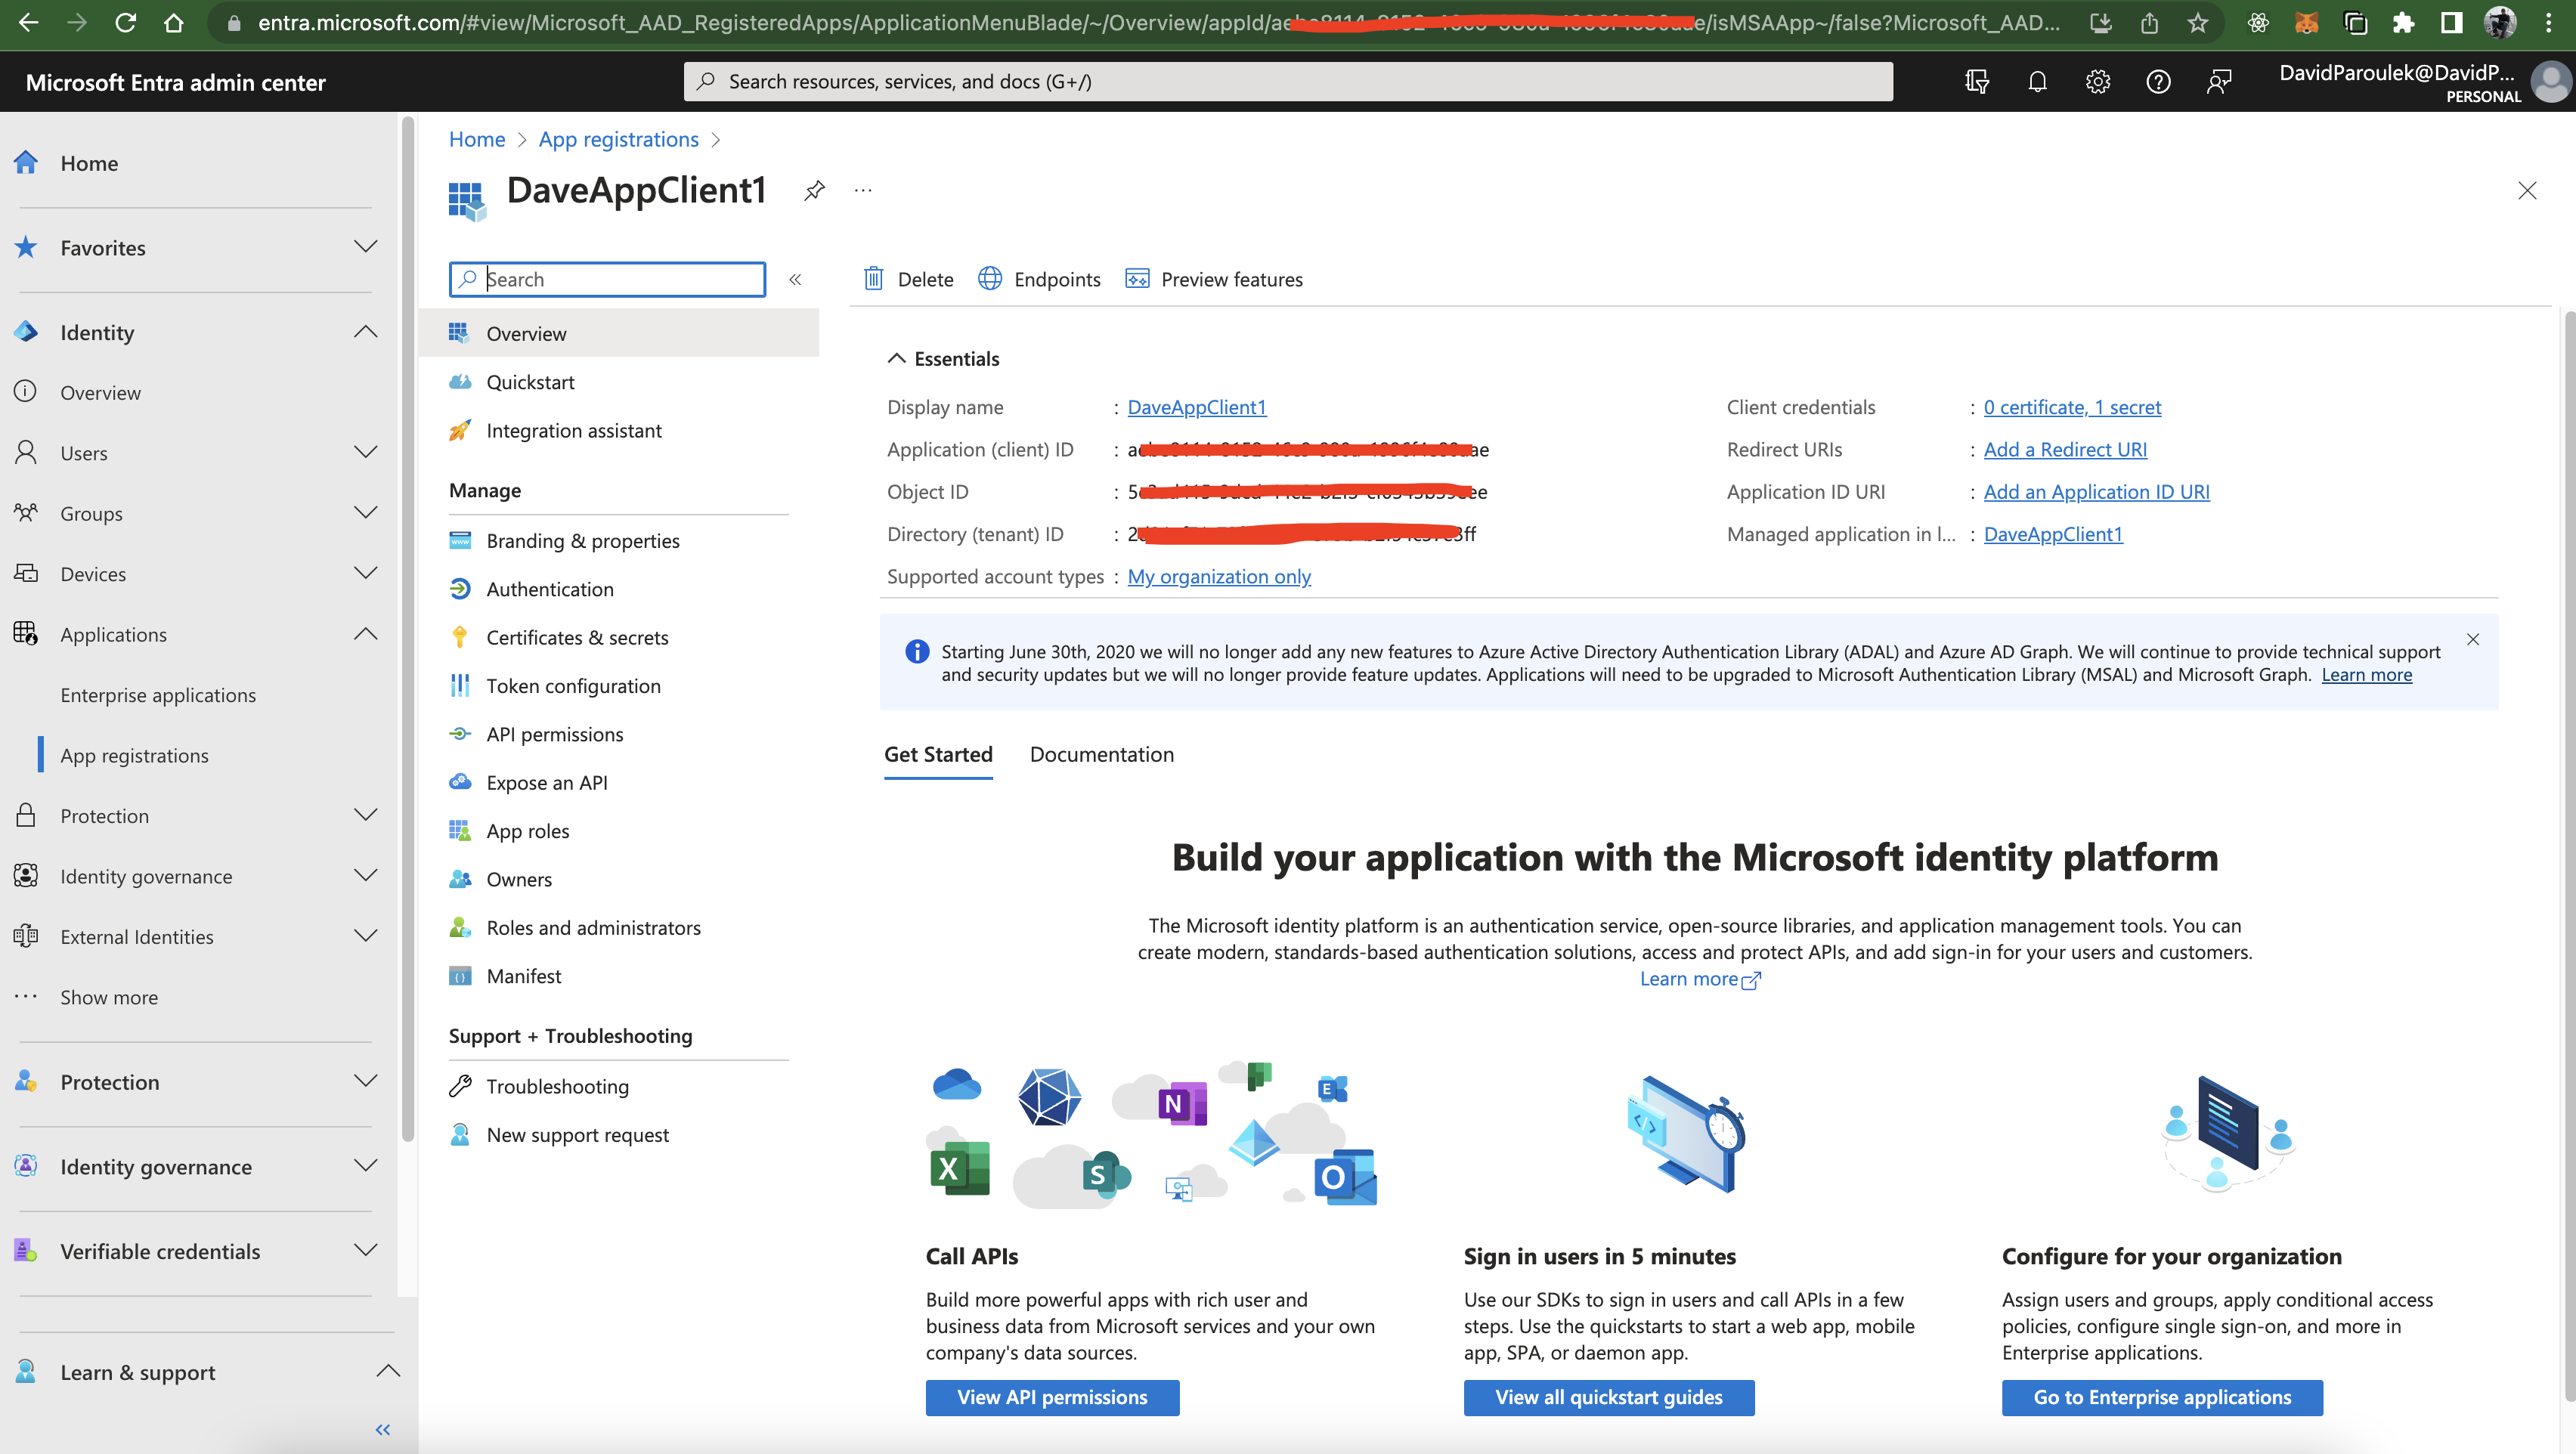 entra.microsoft.com/#view/Microsoft_AAD_RegisteredApps/ApplicationMenuBlade/~/Overview/appId/ae e/isMSAApp~/false?Microsoft_AAD...
Microsoft Entra admin center
Search resources, services, and docs (G+/)
DavidParoulek@DavidP...
PERSONAL
Home
Favorites
Identity
Overview
Users
Groups
Devices
Applications
Enterprise applications
App registrations
Protection
Identity governance
External Identities
Show more
Protection
Identity governance
Verifiable credentials
Learn & support
Home > App registrations >
DaveAppClient1
Search
Overview
Quickstart
Integration assistant
Manage
Branding & properties
Authentication
Certificates & secrets
Token configuration
API permissions
Expose an API
App roles
Owners
Roles and administrators
Manifest
Support + Troubleshooting
Troubleshooting
New support request
Delete Endpoints Preview features
Essentials
Display name : DaveAppClient1
Application (client) ID :
Object ID :
Directory (tenant) ID :
Supported account types : My organization only
Client credentials : 0 certificate, 1 secret
Redirect URIs : Add a Redirect URI
Application ID URI : Add an Application ID URI
Managed application in l... : DaveAppClient1
Starting June 30th, 2020 we will no longer add any new features to Azure Active Directory Authentication Library (ADAL) and Azure AD Graph. We will continue to provide technical support
and security updates but we will no longer provide feature updates. Applications will need to be upgraded to Microsoft Authentication Library (MSAL) and Microsoft Graph. Learn more
Get Started Documentation
Build your application with the Microsoft identity platform
The Microsoft identity platform is an authentication service, open-source libraries, and application management tools. You can
create modern, standards-based authentication solutions, access and protect APIs, and add sign-in for your users and customers.
Learn more
N
E
X
S
O
Call APIs
Build more powerful apps with rich user and
business data from Microsoft services and your own
company's data sources.
View API permissions
Sign in users in 5 minutes
Use our SDKs to sign in users and call APIs in a few
steps. Use the quickstarts to start a web app, mobile
app, SPA, or daemon app.
View all quickstart guides
Configure for your organization
Assign users and groups, apply conditional access
policies, configure single sign-on, and more in
Enterprise applications.
Go to Enterprise applications